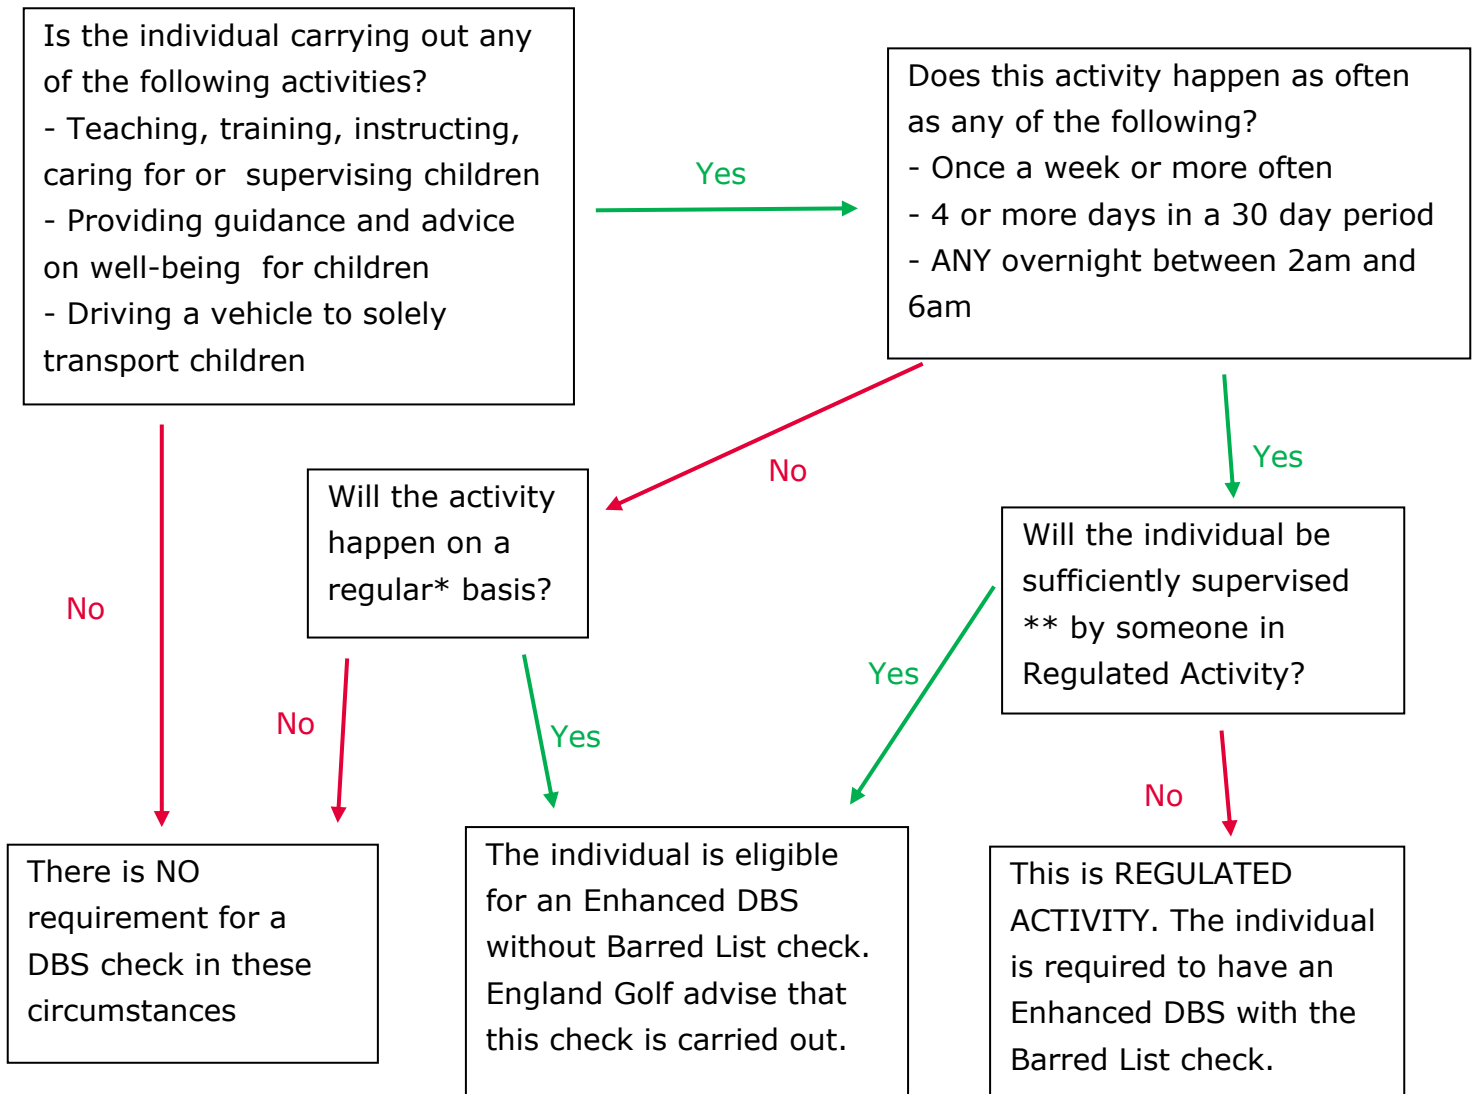 Is the individual carrying out any
of the following activities?
- Teaching, training, instructing,
caring for or  supervising children
- Providing guidance and advice
on well-being  for children
- Driving a vehicle to solely
transport children
Yes
Does this activity happen as often
as any of the following?
- Once a week or more often
- 4 or more days in a 30 day period
- ANY overnight between 2am and
6am
No
No
Yes
Will the activity
happen on a
regular* basis?
Will the individual be
sufficiently supervised
** by someone in
Regulated Activity?
No
Yes
Yes
No
There is NO
requirement for a
DBS check in these
circumstances
The individual is eligible
for an Enhanced DBS
without Barred List check.
England Golf advise that
this check is carried out.
This is REGULATED
ACTIVITY. The individual
is required to have an
Enhanced DBS with the
Barred List check.